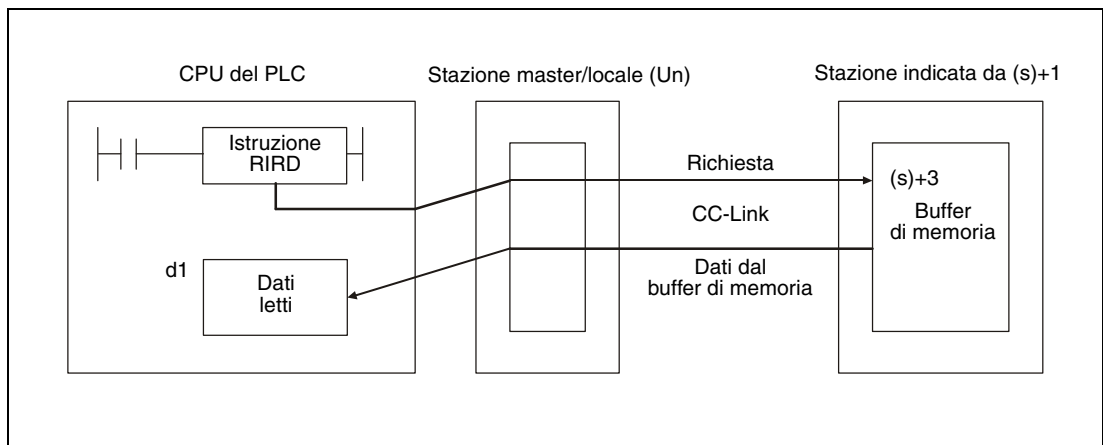 CPU del PLC
Stazione master/locale (Un)
Stazione indicata da (s)+1
Istruzione
RIRD
Richiesta
(s)+3
CC-Link
Buffer
di memoria
d1
Dati
letti
Dati dal
buffer di memoria